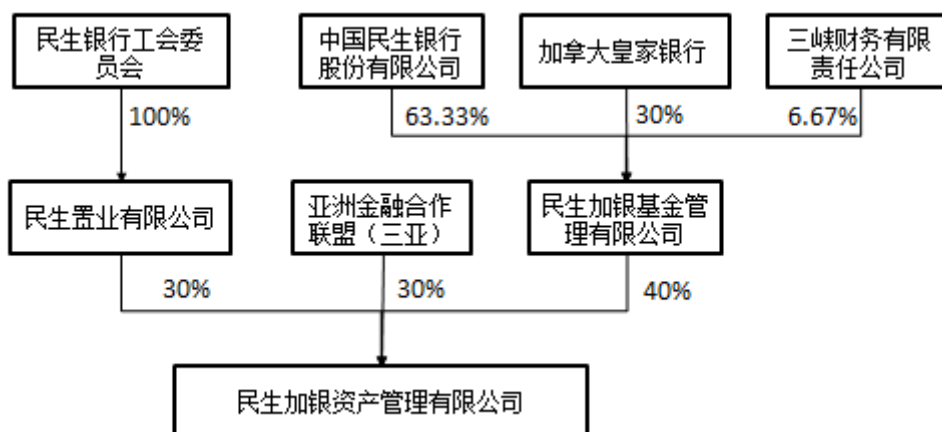 民生银行工会委
员会
中国民生银行
股份有限公司
加拿大皇家银行
三峡财务有限
责任公司
100%
63.33%
30%
6.67%
民生置业有限公司
亚洲金融合作
联盟（三亚）
民生加银基金管
理有限公司
30%
30%
40%
民生加银资产管理有限公司